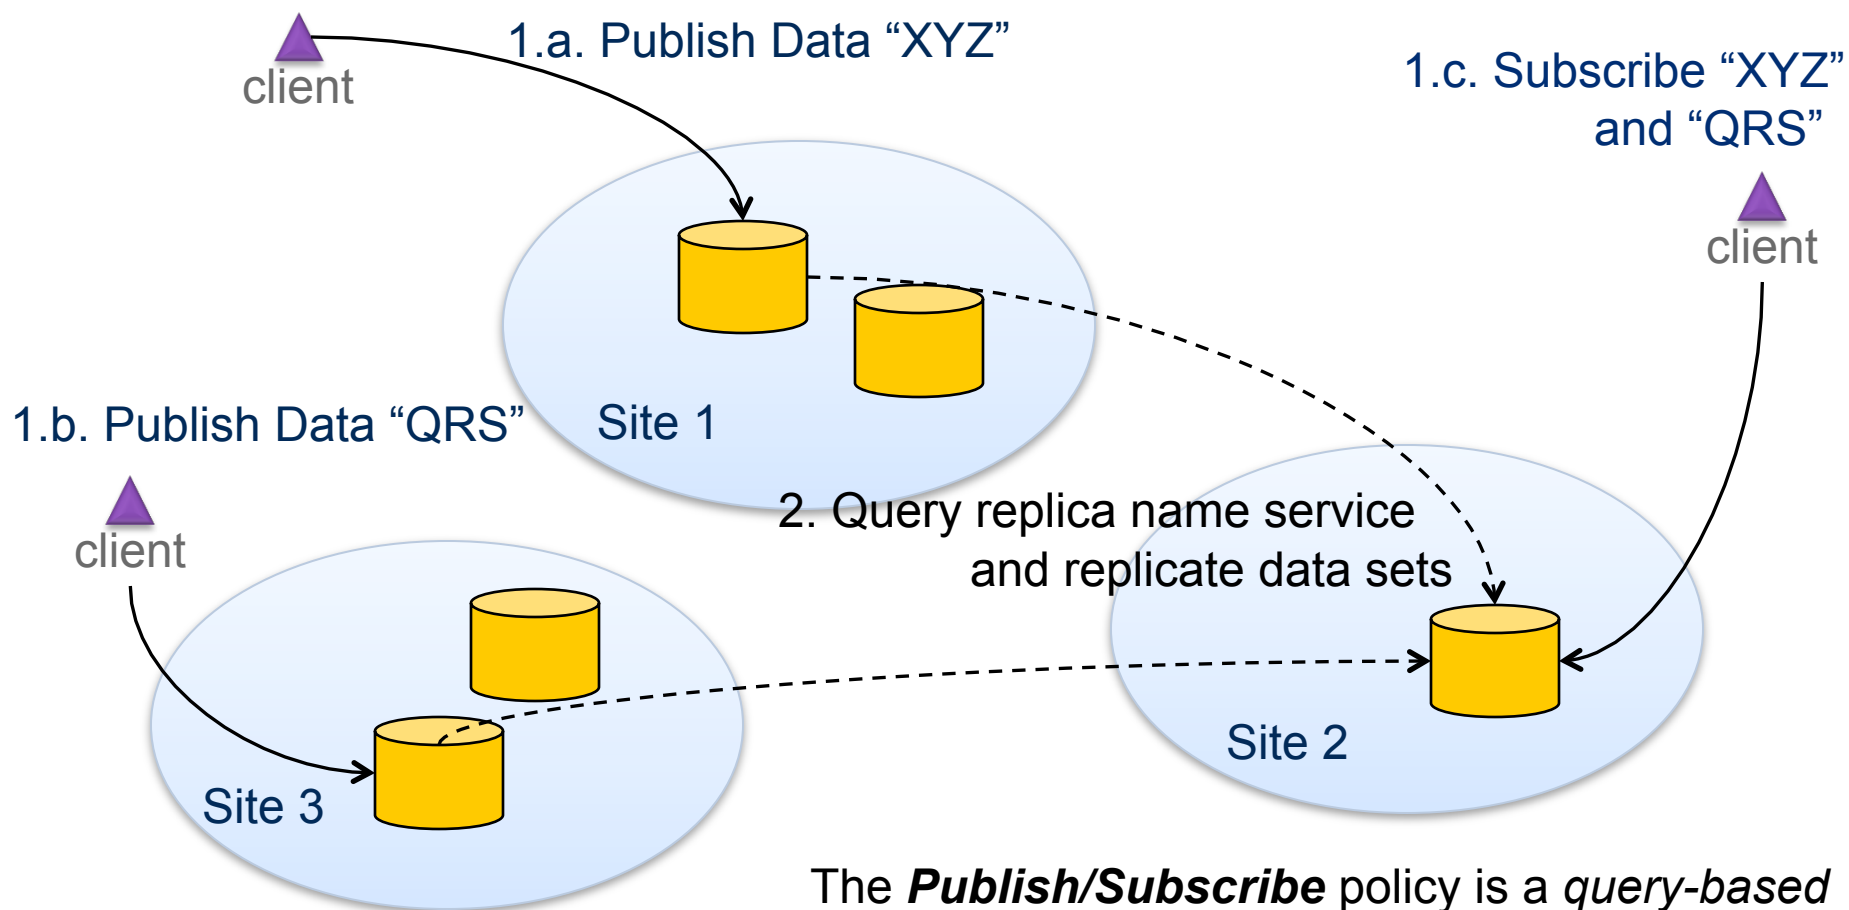 1.a. Publish Data “XYZ”
client
1.c. Subscribe “XYZ”
and “QRS”
client
1.b. Publish Data “QRS”
Site 1
client
2. Query replica name service
and replicate data sets
Site 2
Site 3
The Publish/Subscribe policy is a query-based